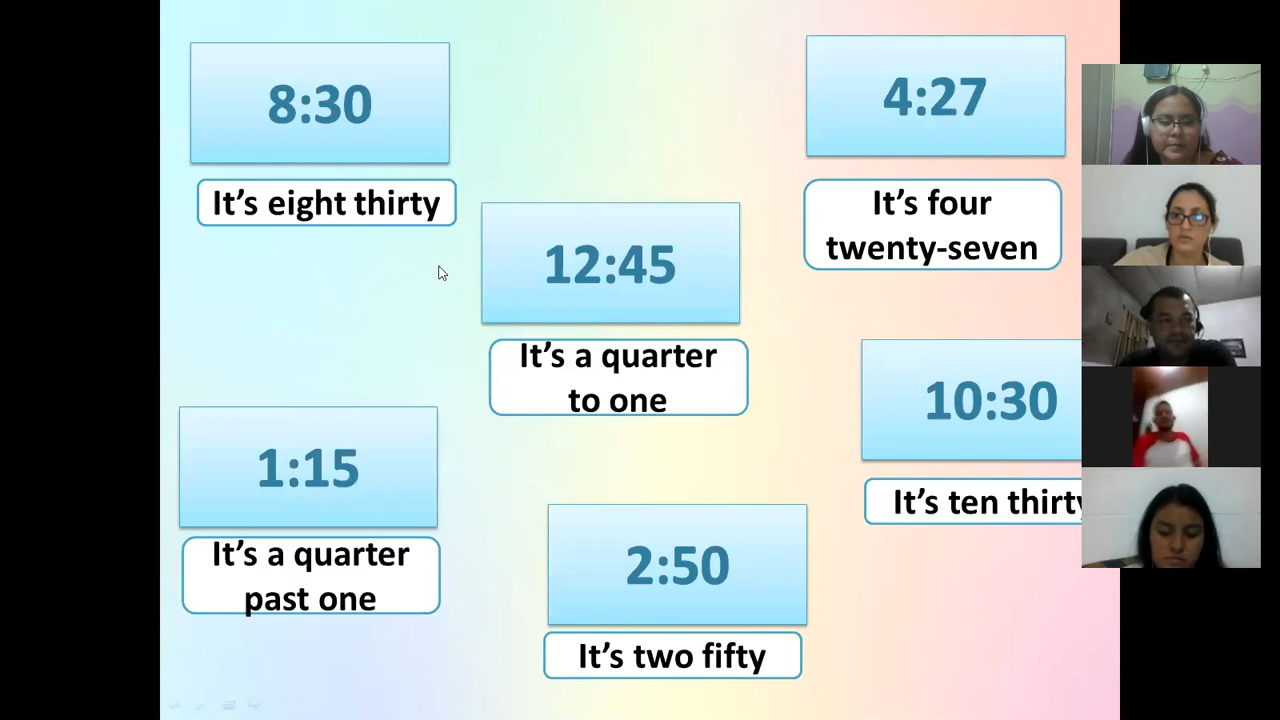 8:30
It's eight thirty
4:27
It's four
twenty-seven
12:45
It's a quarter
to one
10:30
It's ten thirty
1:15
It's a quarter
past one
2:50
It's two fifty